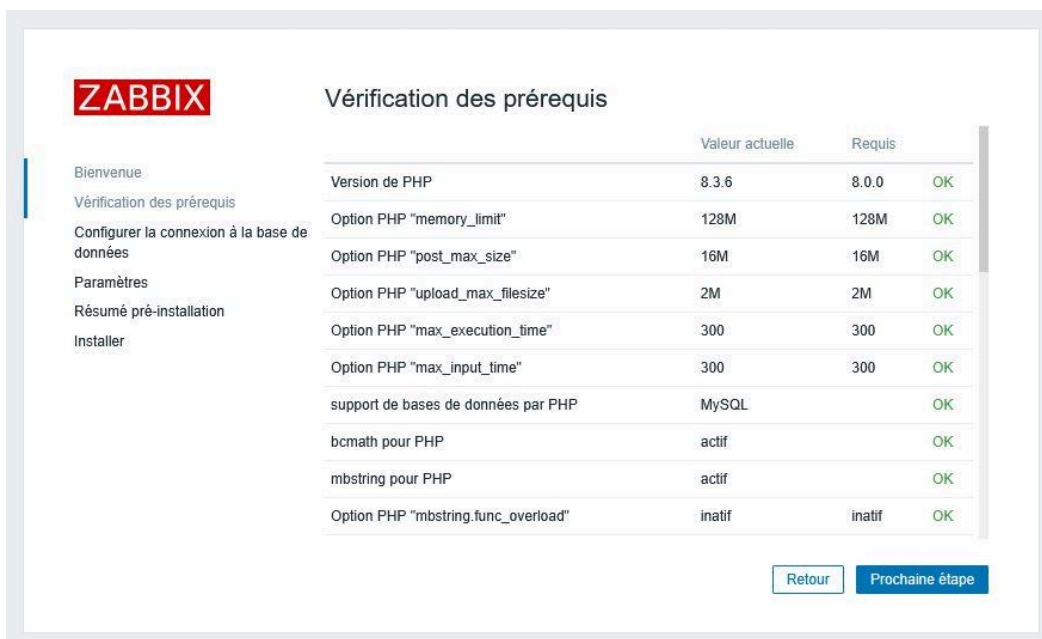 ZABBIX
Vérification des prérequis
Bienvenue
Vérification des prérequis
Configurer la connexion à la base de
données
Paramètres
Résumé pré-installation
Installer
Valeur actuelle Requis
Version de PHP 8.3.6 8.0.0 OK
Option PHP "memory_limit" 128M 128M OK
Option PHP "post_max_size" 16M 16M OK
Option PHP "upload_max_filesize" 2M 2M OK
Option PHP "max_execution_time" 300 300 OK
Option PHP "max_input_time" 300 300 OK
support de bases de données par PHP MySQL OK
bcmath pour PHP actif OK
mbstring pour PHP actif OK
Option PHP "mbstring.func_overload" inatif inatif OK
Retour Prochaine étape